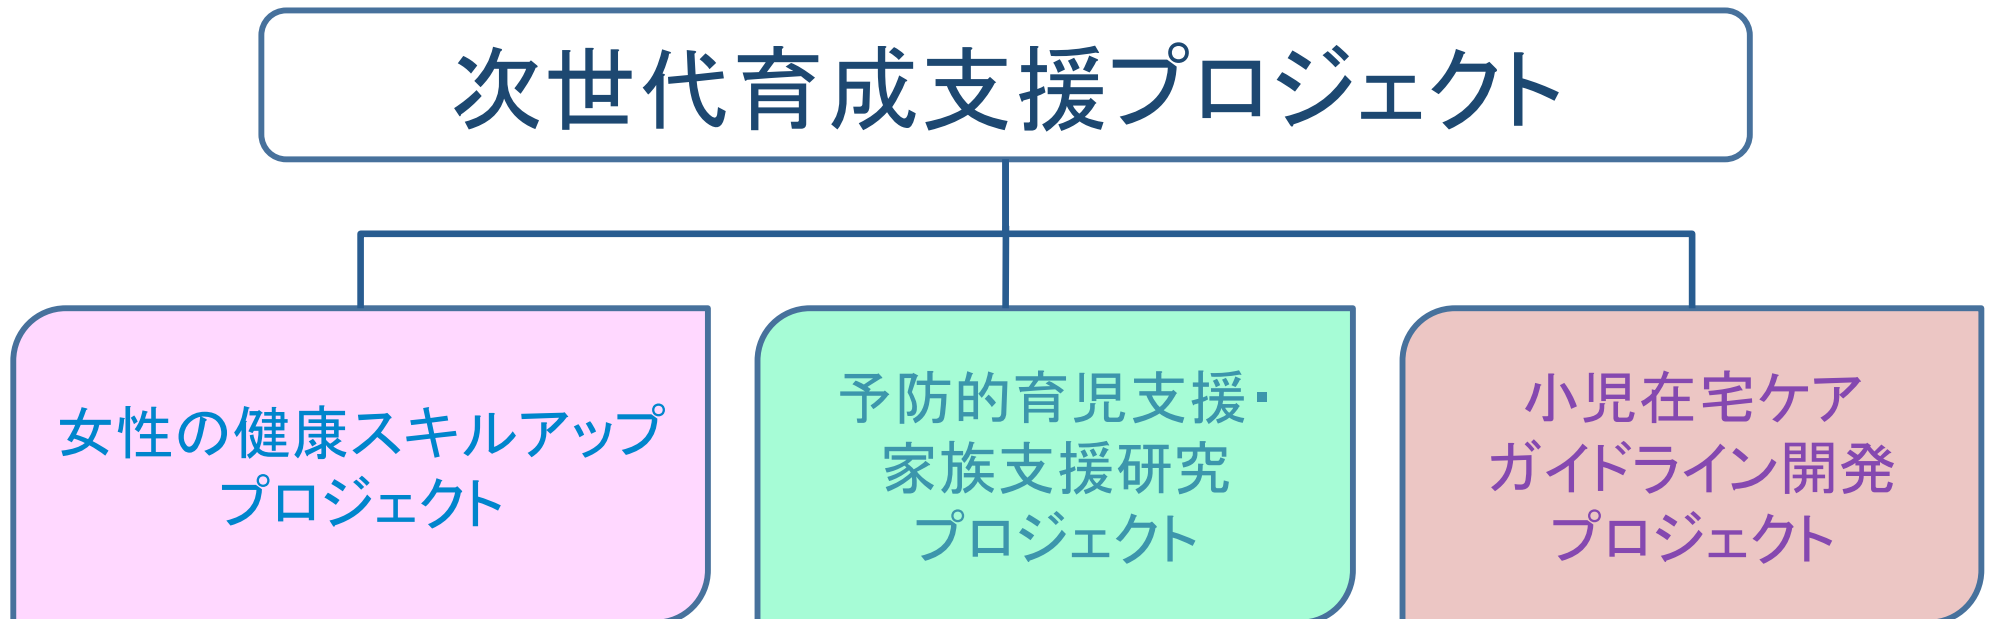 次世代育成支援プロジェクト
女性の健康スキルアップ
プロジェクト
予防的育児支援・
家族支援研究
プロジェクト
小児在宅ケア
ガイドライン開発
プロジェクト